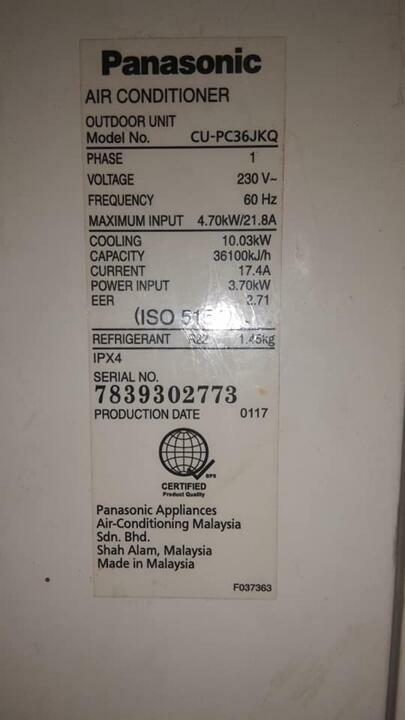 Panasonic
AIR CONDITIONER
OUTDOOR UNIT
Model No. CU-PC36JKQ
PHASE 1
VOLTAGE 230 V~
FREQUENCY 60 Hz
MAXIMUM INPUT 4.70kW/21.8A
COOLING 10.03kW
CAPACITY 36100kJ/h
CURRENT 17.4A
POWER INPUT 3.70kW
EER 2.71
(ISO
REFRIGERANT R22 1.45kg
IPX4
SERIAL NO.
7839302773
PRODUCTION DATE 0117
BPS
CERTIFIED
Product Quality
Panasonic Appliances
Air-Conditioning Malaysia
Sdn. Bhd.
Shah Alam, Malaysia
Made in Malaysia
F037363